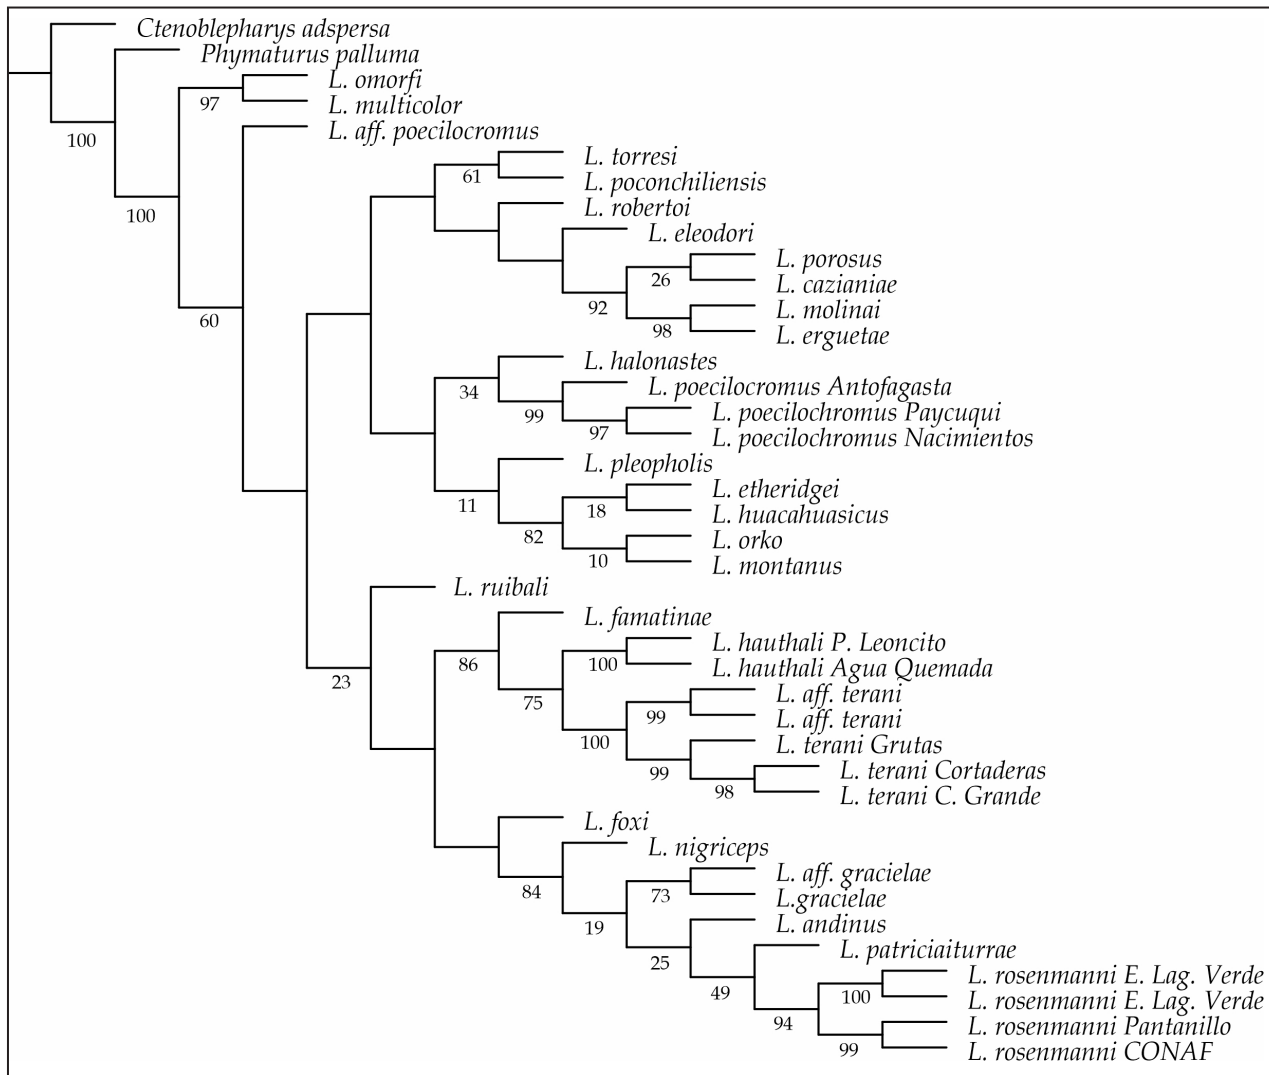 Ctenoblepharys adspersa
Phymaturus palluma
L. omorfi
97
L. multicolor
L. aff. poecilocromus
100
L. torresi
61
L. poconchiliensis
L. robertoi
100
L. eleodori
L. porosus
26
L. cazianiae
92
L. molinai
60
98
L. erguetae
L. halonastes
34
L. poecilocromus Antofagasta
99
L. poecilochromus Paycuqui
97
L. poecilochromus Nacimientos
L. pleopholis
L. etheridgei
11
18
L. huacahuasicus
82
L. orko
10
L. montanus
L. ruibali
L. famatinae
L. hauthali P. Leoncito
86
100
L. hauthali Agua Quemada
23
L. aff. terani
75
99
L. aff. terani
100
L. terani Grutas
99
L. terani Cortaderas
98
L. terani C. Grande
L. foxi
L. nigriceps
L. aff. gracielae
84
73
L.gracielae
19
L. andinus
L. patriciaiturrae
25
L. rosenmanni E. Lag. Verde
49
100
L. rosenmanni E. Lag. Verde
94
L. rosenmanni Pantanillo
99
L. rosenmanni CONAF